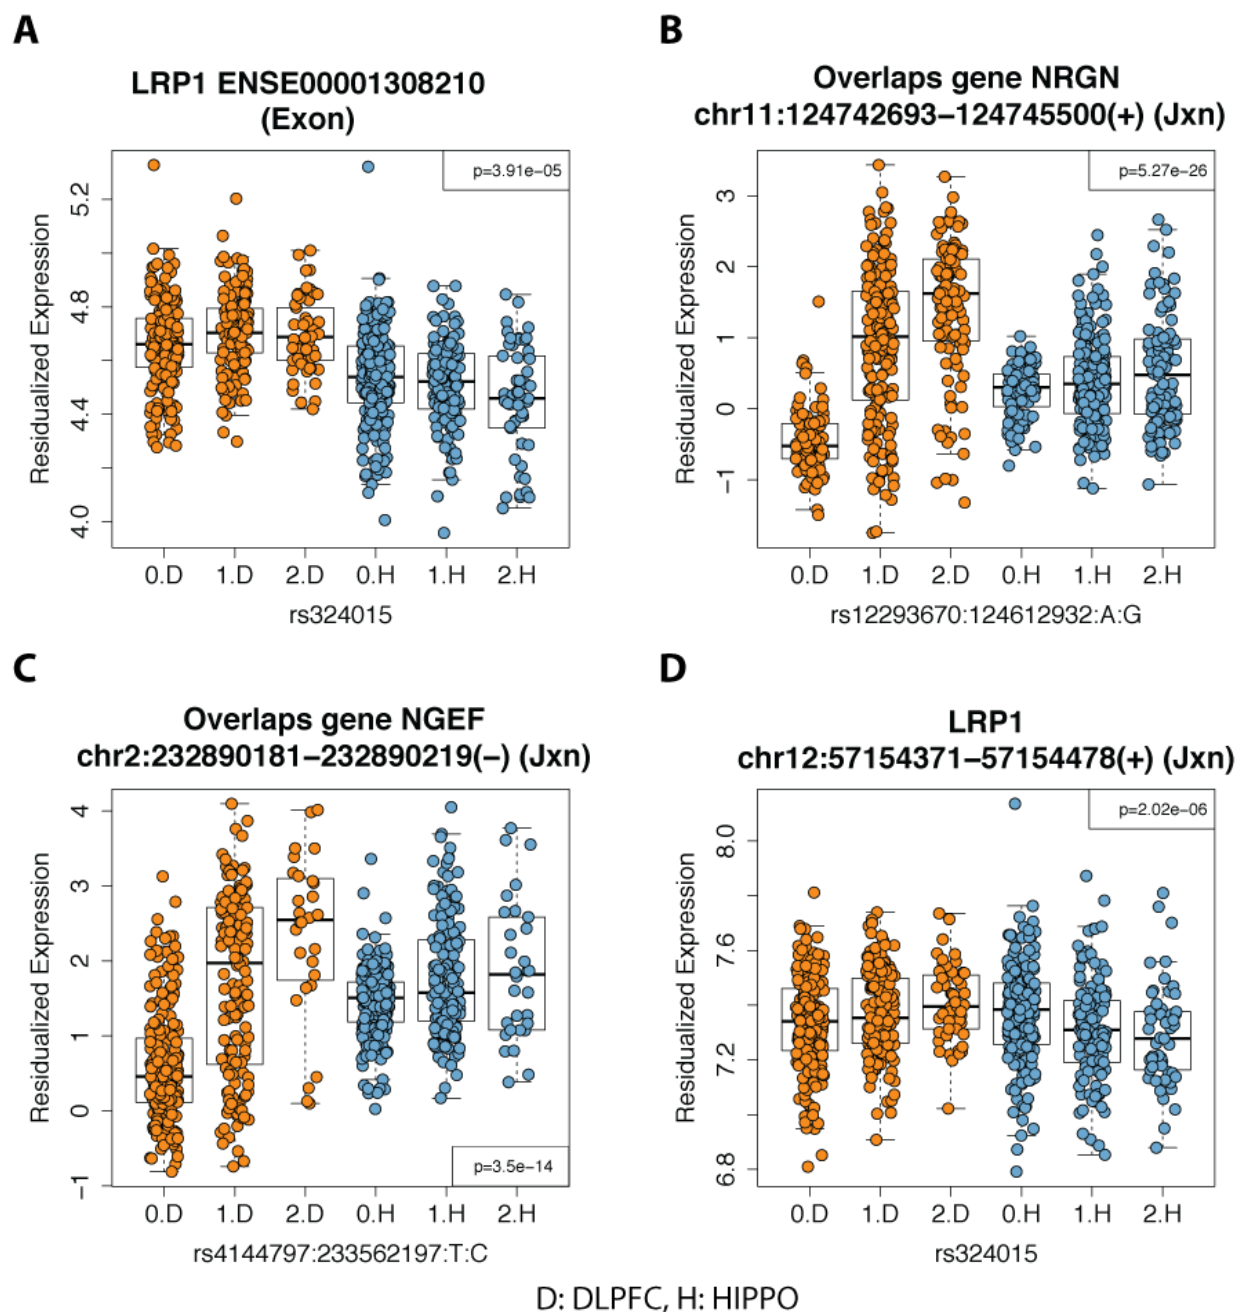 A
LRP1 ENSE00001308210
(Exon)
p=3.91e−05
Residualized Expression
5.2
4.8
4.4
4.0
0.D 1.D 2.D 0.H 1.H 2.H
rs324015
B
Overlaps gene NRGN
chr11:124742693−124745500(+) (Jxn)
p=5.27e−26
Residualized Expression
3
2
1
0
−1
0.D 1.D 2.D 0.H 1.H 2.H
rs12293670:124612932:A:G
C
Overlaps gene NGEF
chr2:232890181−232890219(−) (Jxn)
Residualized Expression
4
3
2
1
0
−1
p=3.5e−14
0.D 1.D 2.D 0.H 1.H 2.H
rs4144797:233562197:T:C
D
LRP1
chr12:57154371−57154478(+) (Jxn)
p=2.02e−06
Residualized Expression
8.0
7.6
7.2
6.8
0.D 1.D 2.D 0.H 1.H 2.H
rs324015
D: DLPFC, H: HIPPO